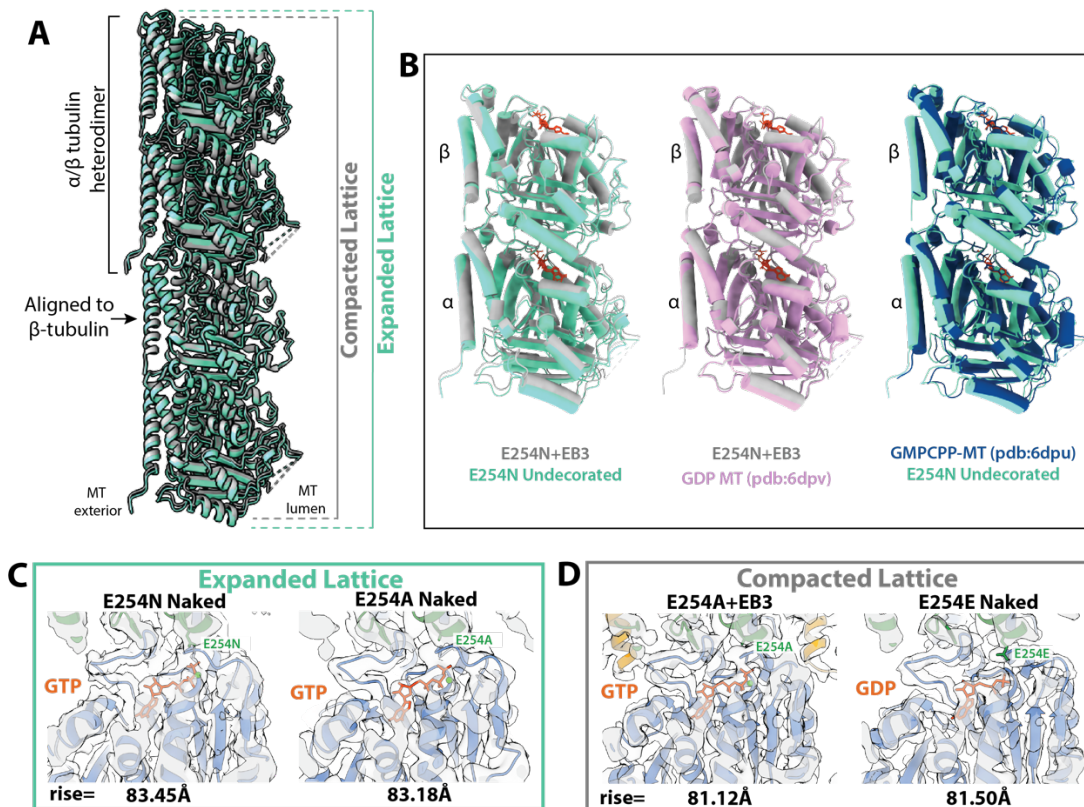 A
α/β tubulin
heterodimer
Aligned to
β-tubulin
MT
exterior
MT
lumen
Compacted Lattice
Expanded Lattice
B
β
α
E254N+EB3
E254N Undecorated
β
α
E254N+EB3
GDP MT (pdb:6dpv)
β
α
GMPCPP-MT (pdb:6dpu)
E254N Undecorated
C
Expanded Lattice
E254N Naked
E254N
GTP
E254A Naked
E254A
GTP
rise=
83.45Å
83.18Å
D
Compacted Lattice
E254A+EB3
E254A
GTP
E254E Naked
E254E
GDP
rise=
81.12Å
81.50Å